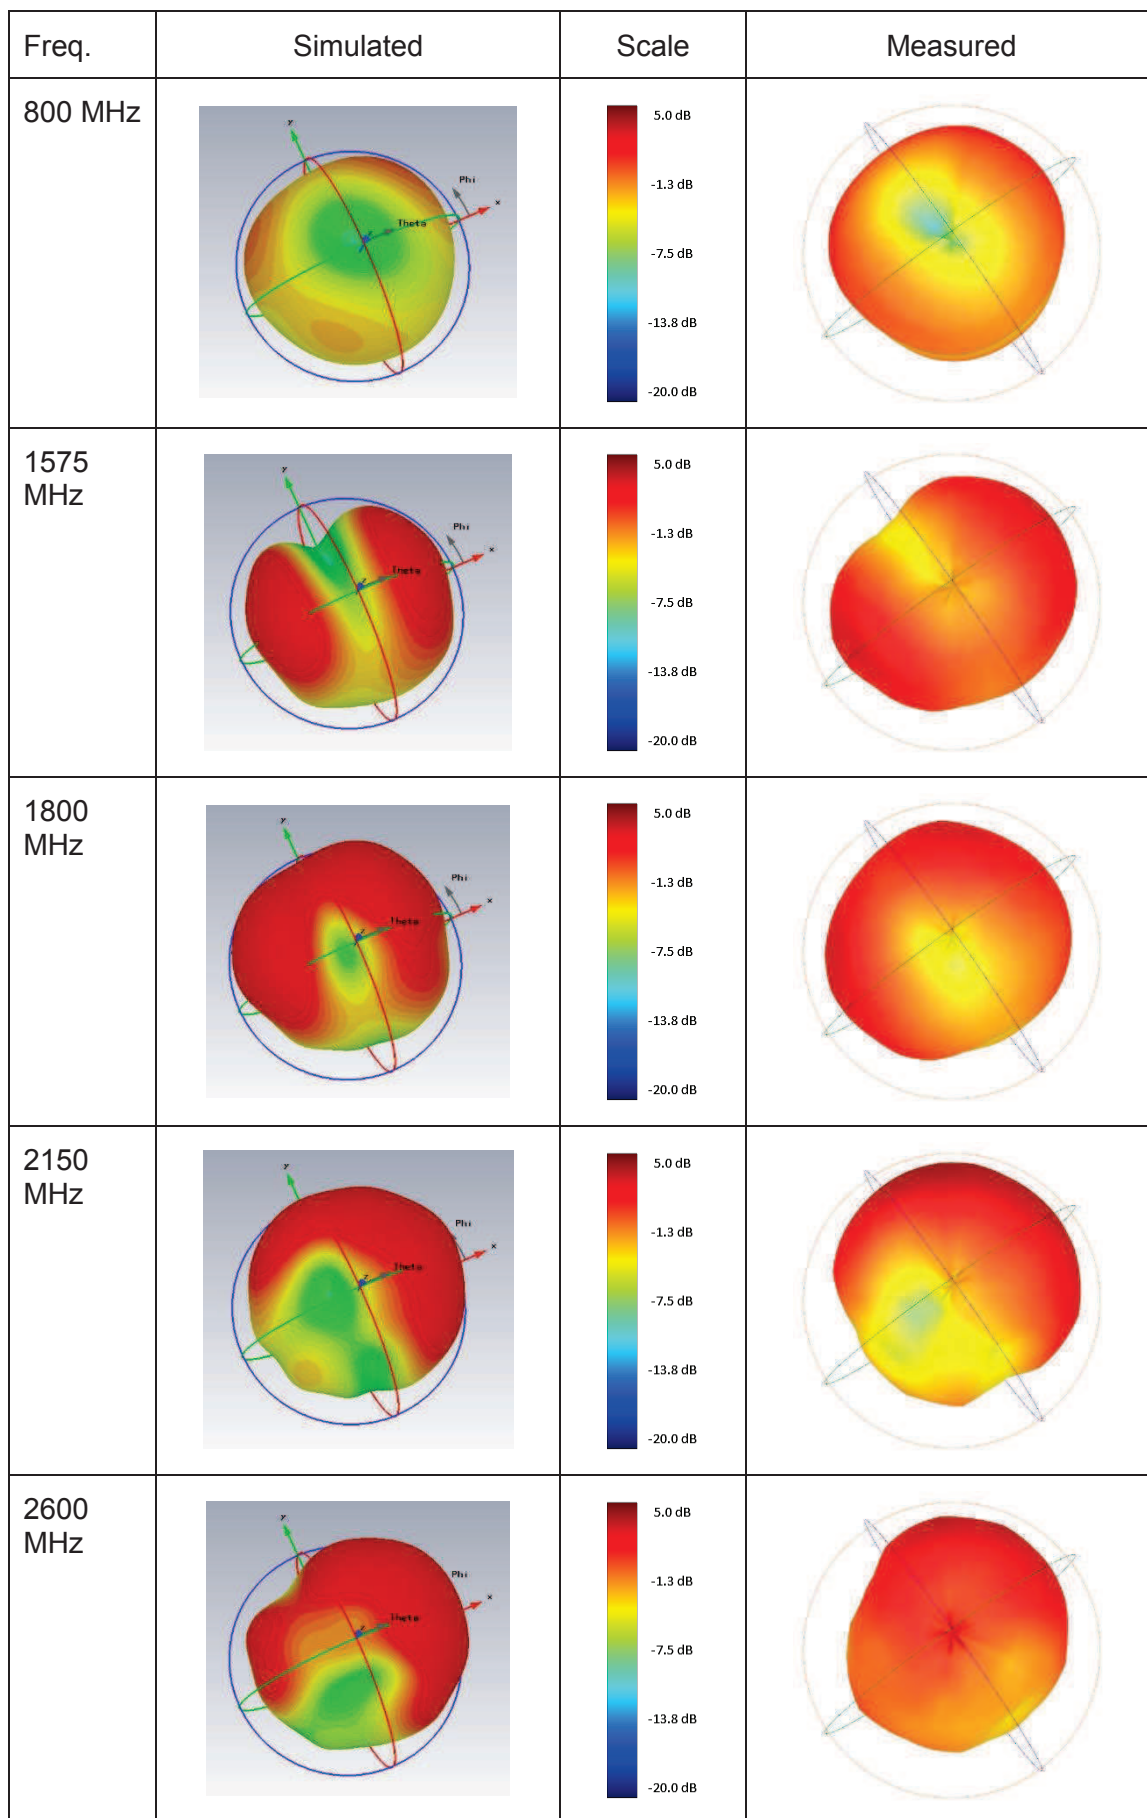 Freq. Simulated Scale Measured
800 MHz
y
Phi
x
Theta
z
5.0 dB
-1.3 dB
-7.5 dB
-13.8 dB
-20.0 dB
1575
MHz
y
Phi
x
Theta
z
5.0 dB
-1.3 dB
-7.5 dB
-13.8 dB
-20.0 dB
1800
MHz
y
Phi
x
Theta
z
5.0 dB
-1.3 dB
-7.5 dB
-13.8 dB
-20.0 dB
2150
MHz
y
Phi
x
Theta
z
5.0 dB
-1.3 dB
-7.5 dB
-13.8 dB
-20.0 dB
2600
MHz
y
Phi
x
Theta
z
5.0 dB
-1.3 dB
-7.5 dB
-13.8 dB
-20.0 dB